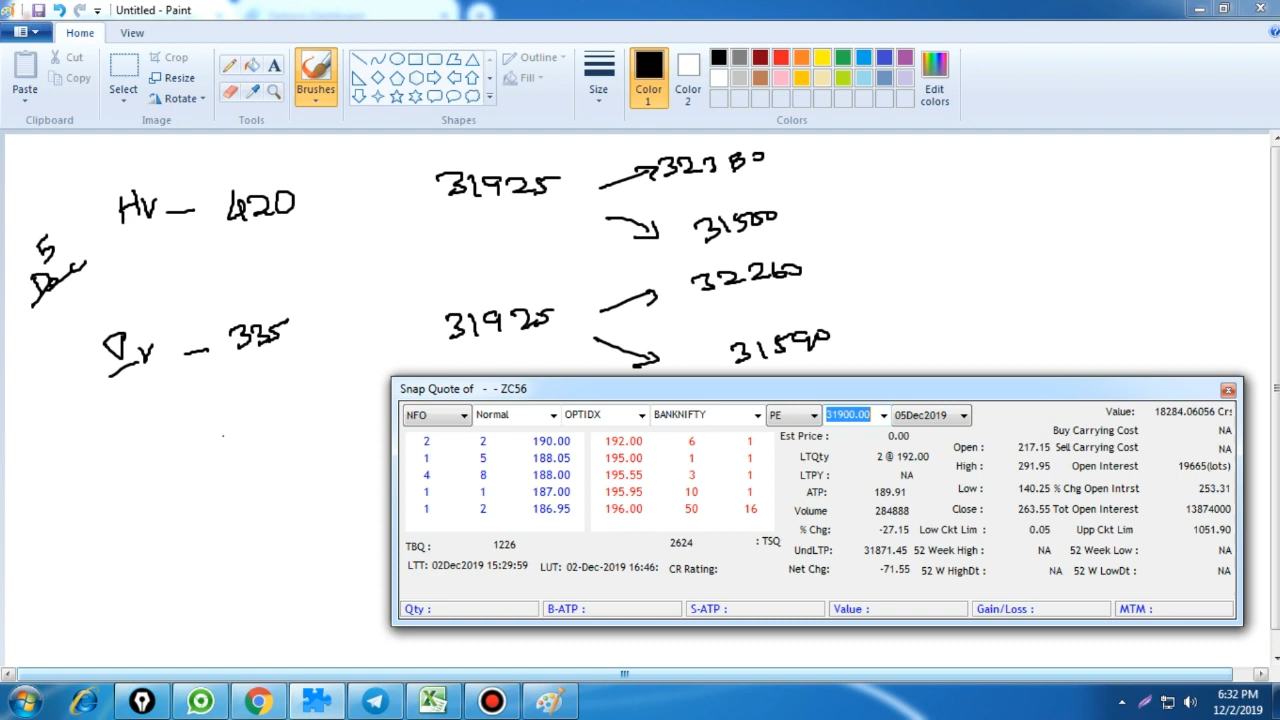 Untitled - Paint
Home View
Cut
Copy
Paste
Clipboard
Crop
Resize
Rotate
Select
Image
Tools
Brushes
Outline
Fill
Shapes
Size
Color 1
Color 2
Edit colors
Colors
HV — 420 31925 32380
31500
5
Dec
IV — 335 31925 32260
31590
Snap Quote of - - ZC56
NFO Normal OPTIDX BANKNIFTY PE 31900.00 05Dec2019 Value: 18284.06056 Crs
2 2 190.00 192.00 6 1 Est Price : 0.00 Buy Carrying Cost NA
1 5 188.05 195.00 1 1 LTQty 2 @ 192.00 Open : 217.15 Sell Carrying Cost NA
4 8 188.00 195.55 3 1 LTPY : NA High : 291.95 Open Interest 19665(lots)
1 1 187.00 195.95 10 1 ATP: 189.91 Low : 140.25 % Chg Open Intrst 253.31
1 2 186.95 196.00 50 16 Volume 284888 Close : 263.55 Tot Open Interest 13874000
% Chg: -27.15 Low Ckt Lim : 0.05 Upp Ckt Lim 1051.90
TBQ : 1226 2624 : TSQ UndLTP: 31871.45 52 Week High : NA 52 Week Low : NA
LTT: 02Dec2019 15:29:59 LUT: 02-Dec-2019 16:46: CR Rating: Net Chg: -71.55 52 W HighDt : NA 52 W LowDt : NA
Qty : B-ATP : S-ATP : Value : Gain/Loss : MTM :
6:32 PM
12/2/2019